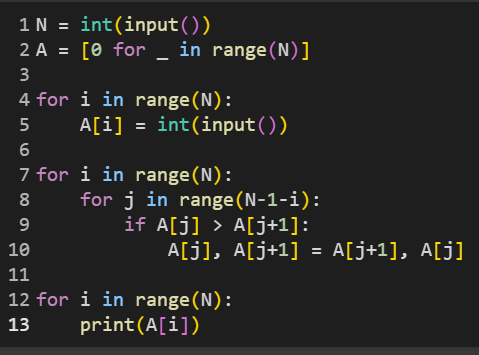 1 N = int(input())
2 A = [0 for _ in range(N)]
3
4 for i in range(N):
5     A[i] = int(input())
6
7 for i in range(N):
8     for j in range(N-1-i):
9         if A[j] > A[j+1]:
10             A[j], A[j+1] = A[j+1], A[j]
11
12 for i in range(N):
13     print(A[i])